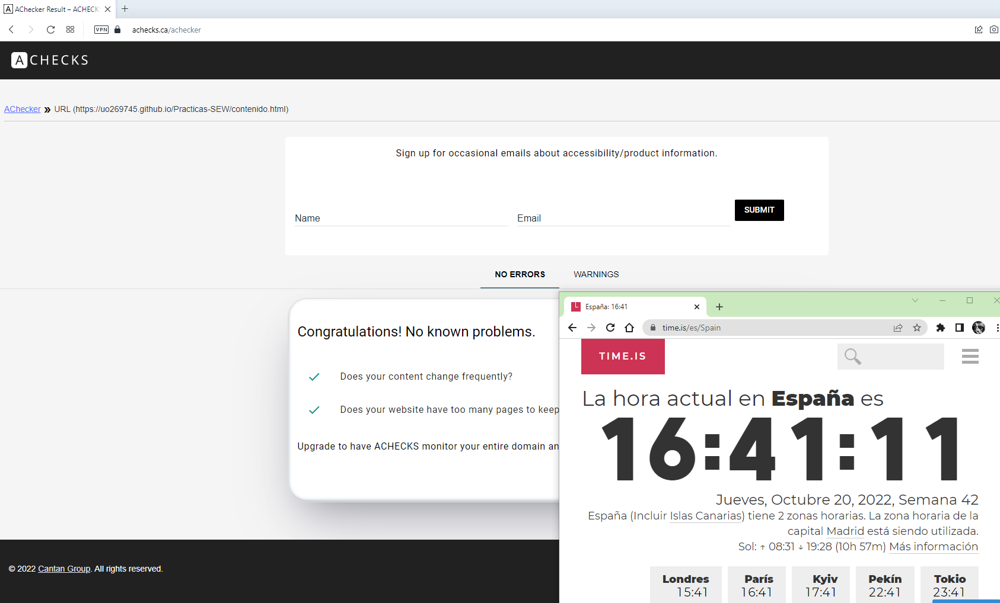 AChecker Result – ACHECK
VPN
achecks.ca/achecker
ACHECKS
AChecker » URL (https://uo269745.github.io/Practicas-SEW/contenido.html)
Sign up for occasional emails about accessibility/product information.
Name
Email
SUBMIT
NO ERRORS
WARNINGS
Congratulations! No known problems.
Does your content change frequently?
Does your website have too many pages to keep
Upgrade to have ACHECKS monitor your entire domain an
© 2022 Cantan Group. All rights reserved.
España: 16:41
time.is/es/Spain
TIME.IS
La hora actual en España es
16:41:11
Jueves, Octubre 20, 2022, Semana 42
España (Incluir Islas Canarias) tiene 2 zonas horarias. La zona horaria de la
capital Madrid está siendo utilizada.
Sol: ↑ 08:31 ↓ 19:28 (10h 57m) Más información
Londres
15:41
París
16:41
Kyiv
17:41
Pekín
22:41
Tokio
23:41